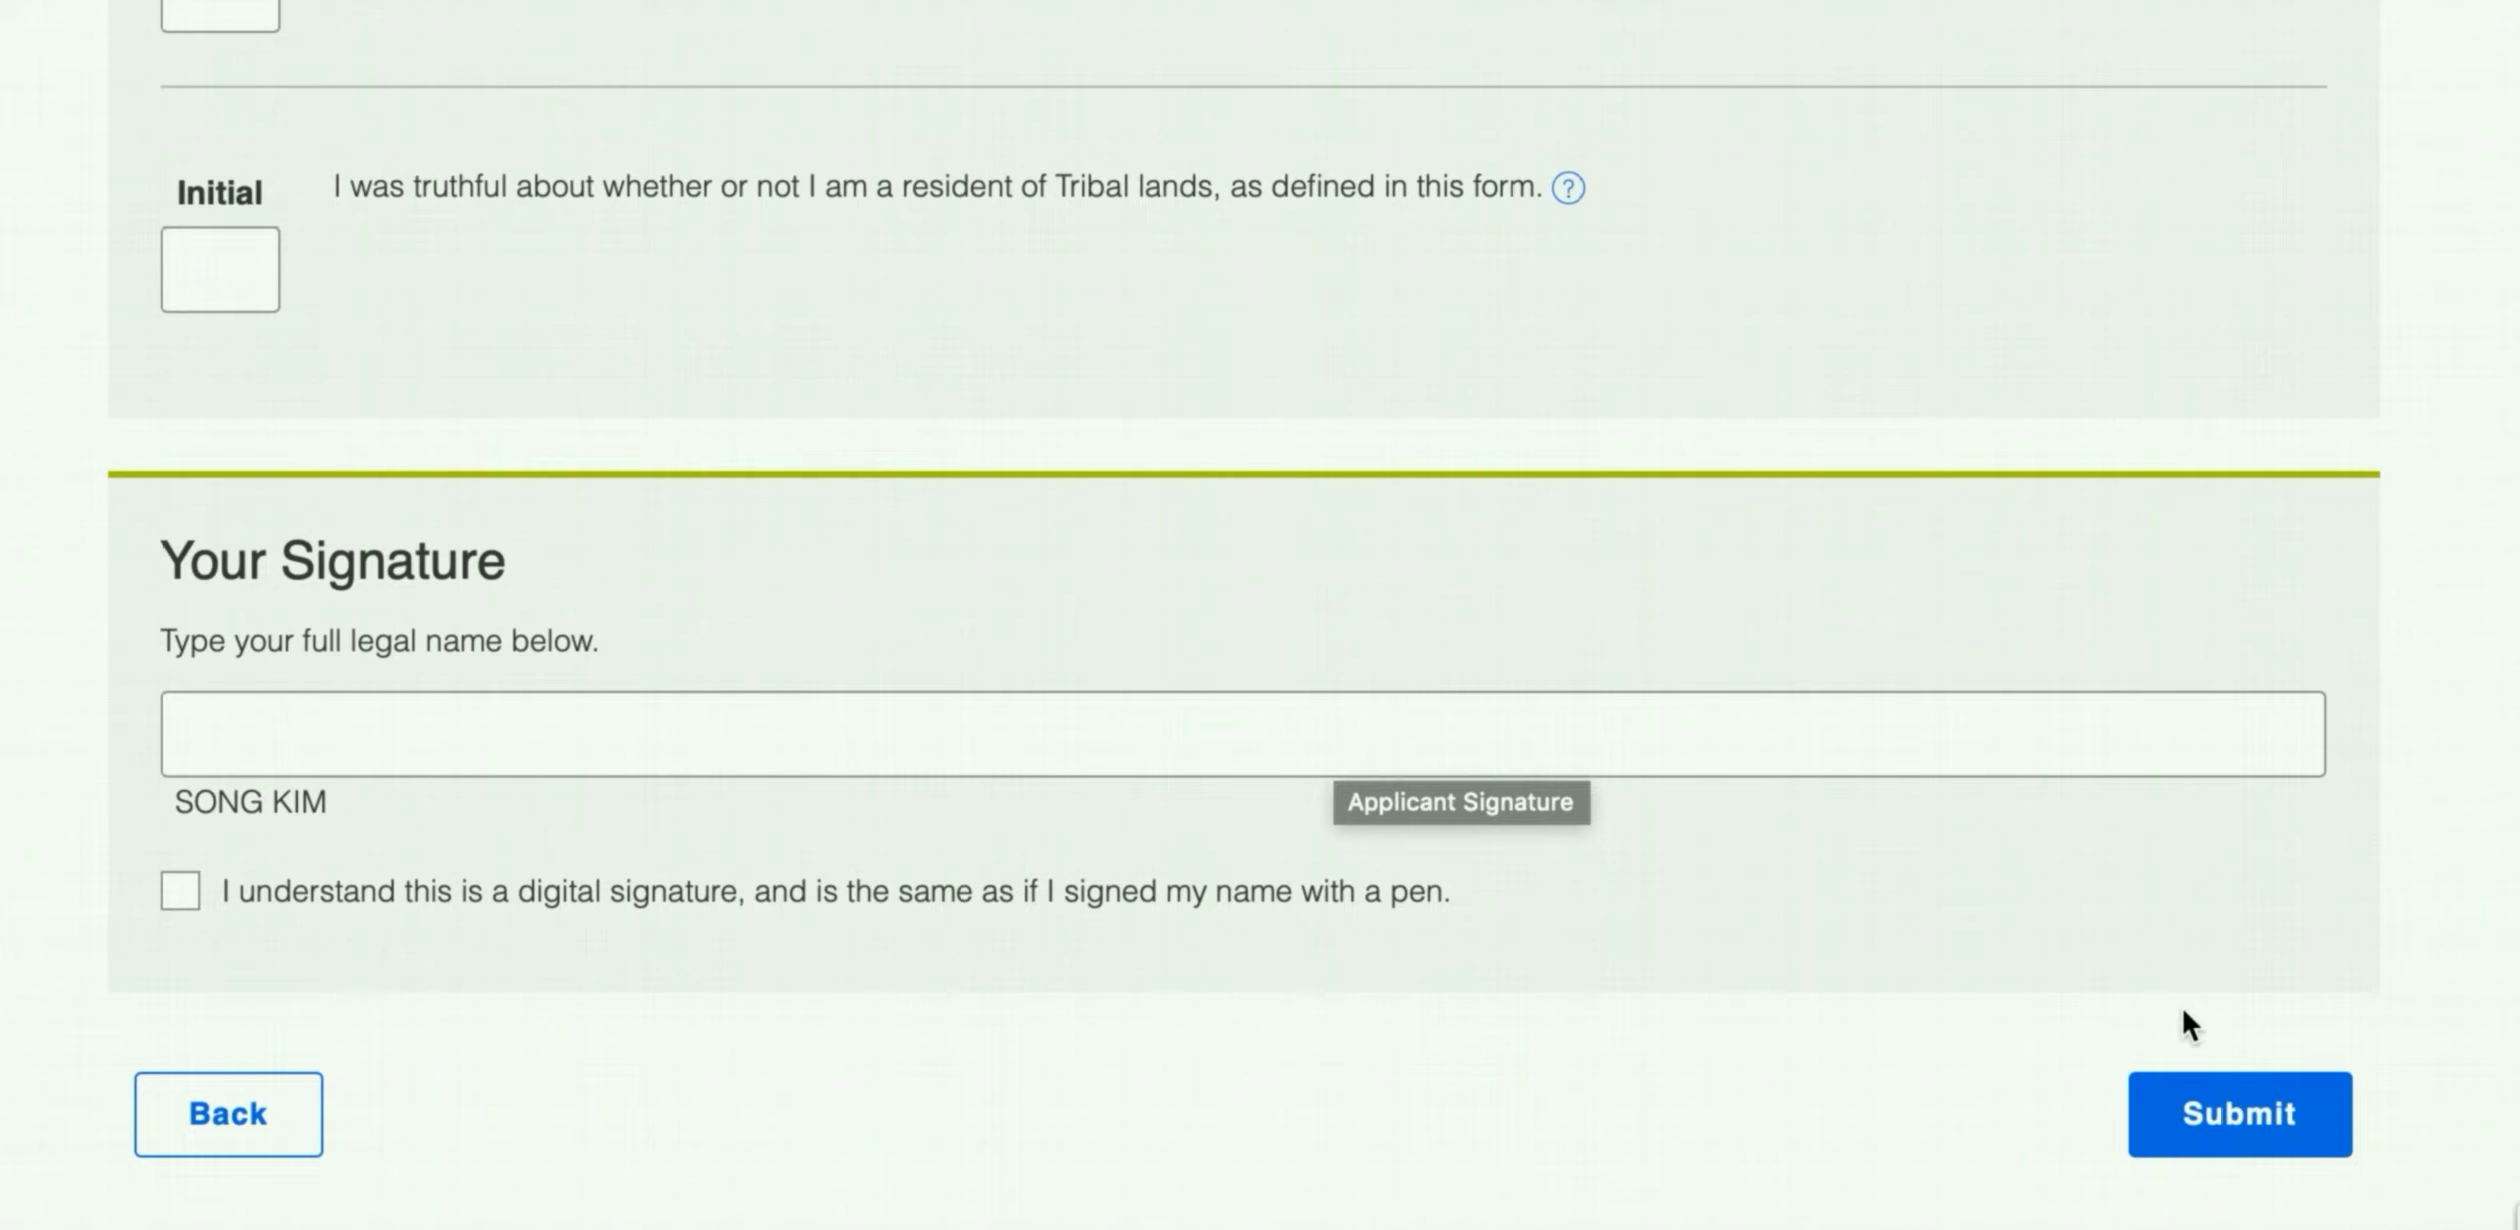 Initial
I was truthful about whether or not I am a resident of Tribal lands, as defined in this form. ?
Your Signature
Type your full legal name below.
SONG KIM
Applicant Signature
I understand this is a digital signature, and is the same as if I signed my name with a pen.
Back
Submit